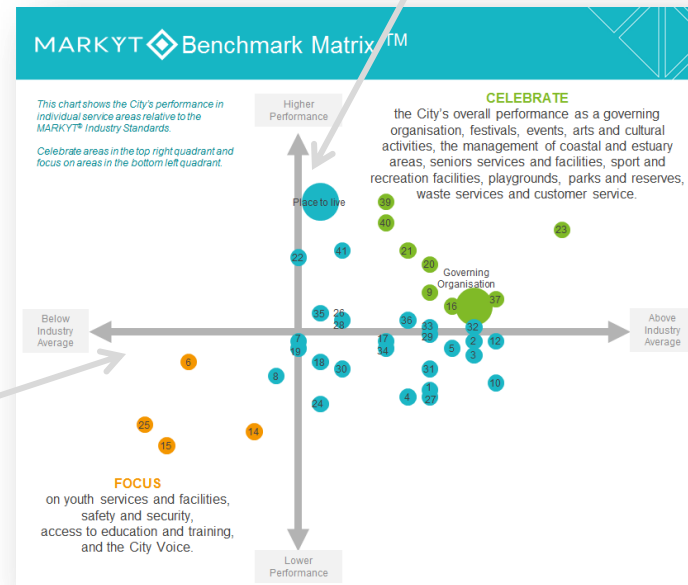 MARKYT Benchmark Matrix TM
This chart shows the City's performance in
individual service areas relative to the
MARKYT® Industry Standards.
Celebrate areas in the top right quadrant and
focus on areas in the bottom left quadrant.
Higher
Performance
CELEBRATE
the City's overall performance as a governing
organisation, festivals, events, arts and cultural
activities, the management of coastal and estuary
areas, seniors services and facilities, sport and
recreation facilities, playgrounds, parks and reserves,
waste services and customer service.
Place to live
39
40
23
22
41
21
20
Governing
Organisation
9
16
37
35
26
28
36
33
29
32
Below
Industry
Average
Above
Industry
Average
7
19
17
34
5
2
3
12
6
8
18
30
31
10
24
4
1
27
25
15
14
FOCUS
on youth services and facilities,
safety and security,
access to education and training,
and the City Voice.
Lower
Performance